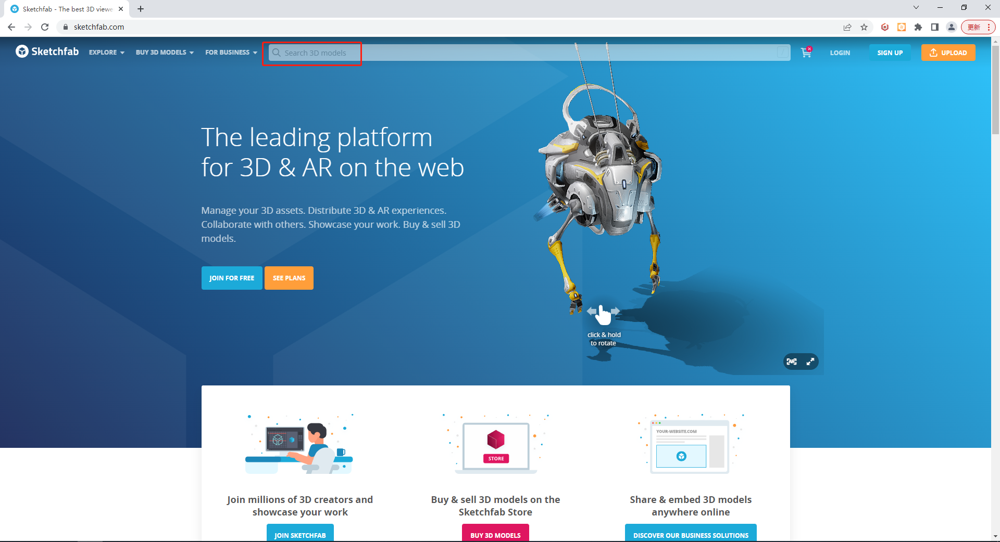 Sketchfab - The best 3D viewe
sketchfab.com
更新
Sketchfab
EXPLORE
BUY 3D MODELS
FOR BUSINESS
Search 3D models
/
%
LOGIN
SIGN UP
UPLOAD
The leading platform
for 3D & AR on the web
Manage your 3D assets. Distribute 3D & AR experiences.
Collaborate with others. Showcase your work. Buy & sell 3D
models.
JOIN FOR FREE
SEE PLANS
click & hold
to rotate
AR
STORE
YOUR-WEBSITE.COM
Join millions of 3D creators and
showcase your work
JOIN SKETCHFAB
Buy & sell 3D models on the
Sketchfab Store
BUY 3D MODELS
Share & embed 3D models
anywhere online
DISCOVER OUR BUSINESS SOLUTIONS